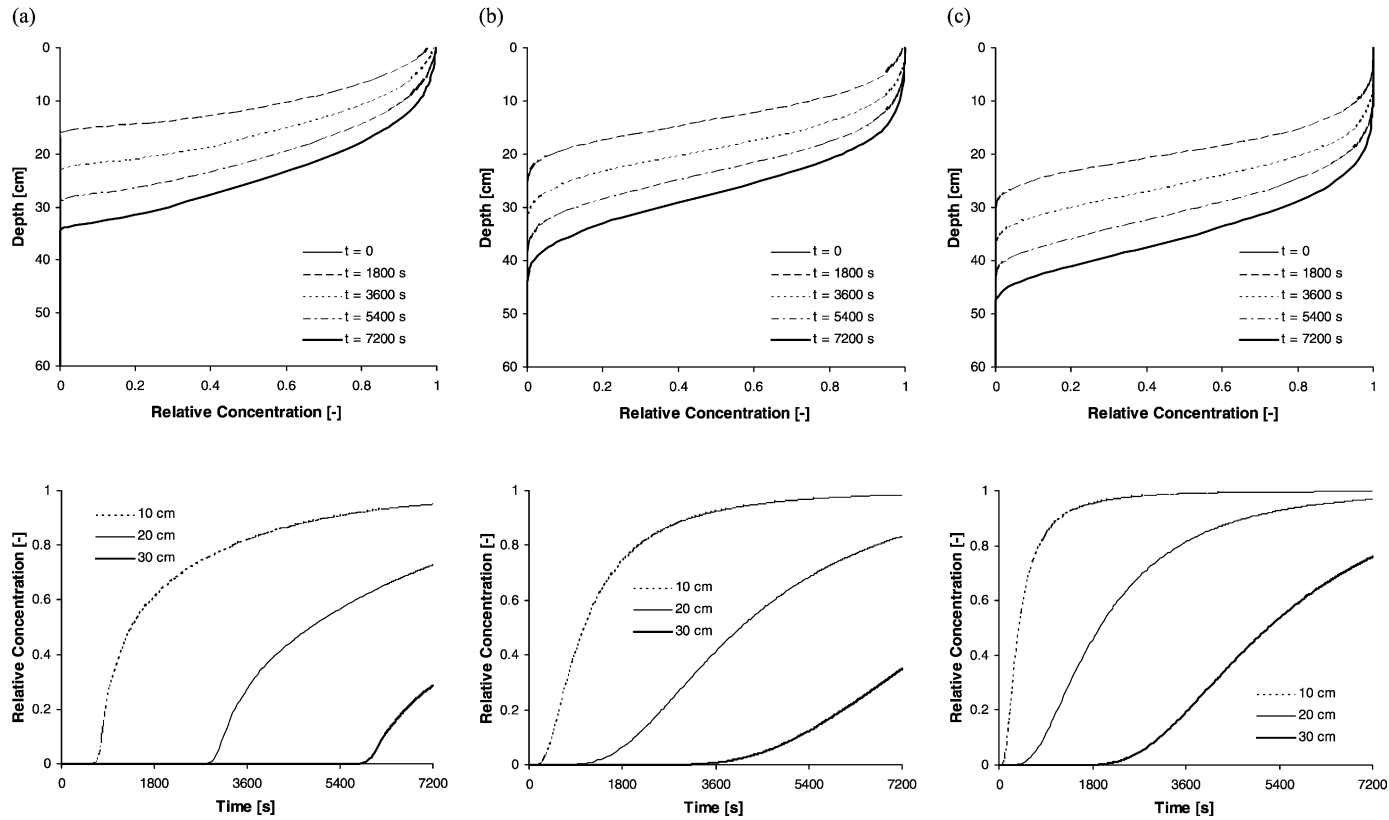 (a)
0
10
20
30
40
50
60
Depth [cm]
t = 0
t = 1800 s
t = 3600 s
t = 5400 s
t = 7200 s
0 0.2 0.4 0.6 0.8 1
Relative Concentration [-]
(b)
0
10
20
30
40
50
60
Depth [cm]
t = 0
t = 1800 s
t = 3600 s
t = 5400 s
t = 7200 s
0 0.2 0.4 0.6 0.8 1
Relative Concentration [-]
(c)
0
10
20
30
40
50
60
Depth [cm]
t = 0
t = 1800 s
t = 3600 s
t = 5400 s
t = 7200 s
0 0.2 0.4 0.6 0.8 1
Relative Concentration [-]
1
0.8
0.6
0.4
0.2
0
Relative Concentration [-]
10 cm
20 cm
30 cm
0 1800 3600 5400 7200
Time [s]
1
0.8
0.6
0.4
0.2
0
Relative Concentration [-]
10 cm
20 cm
30 cm
0 1800 3600 5400 7200
Time [s]
1
0.8
0.6
0.4
0.2
0
Relative Concentration [-]
10 cm
20 cm
30 cm
0 1800 3600 5400 7200
Time [s]